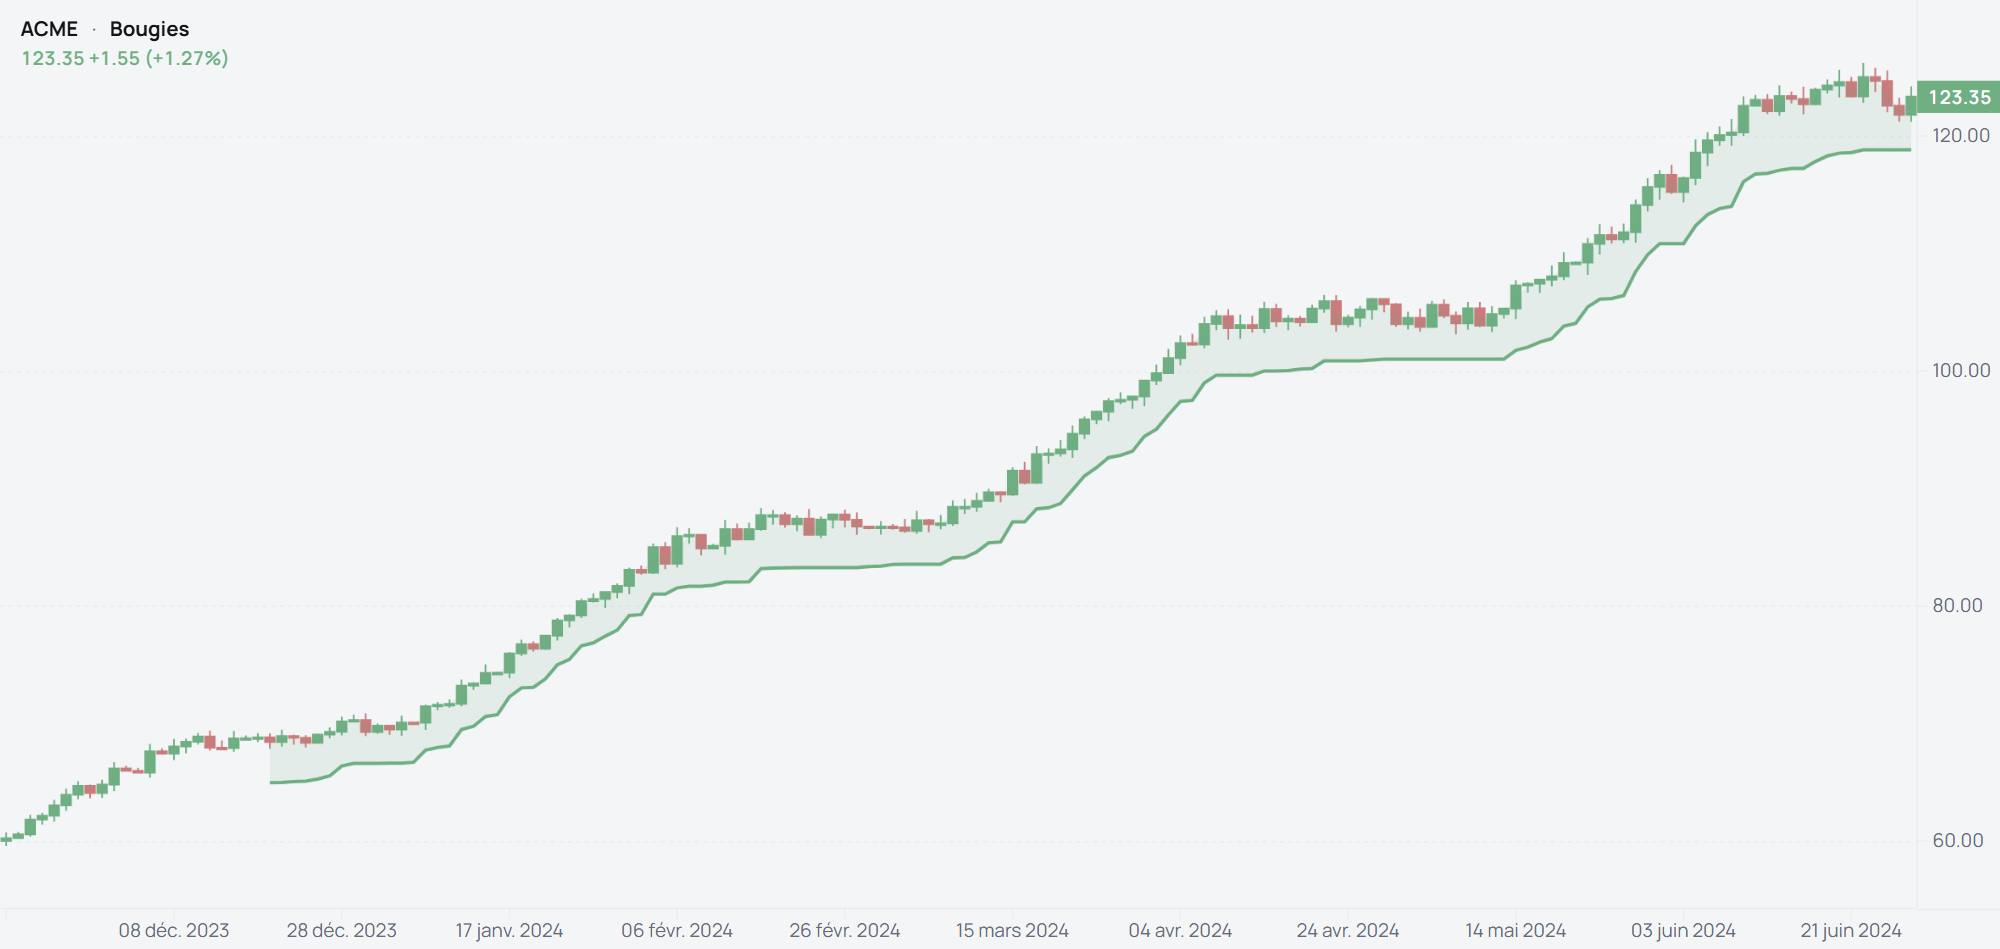 ACME · Bougies
123.35 +1.55 (+1.27%)
123.35
120.00
100.00
80.00
60.00
08 déc. 2023 28 déc. 2023 17 janv. 2024 06 févr. 2024 26 févr. 2024 15 mars 2024 04 avr. 2024 24 avr. 2024 14 mai 2024 03 juin 2024 21 juin 2024